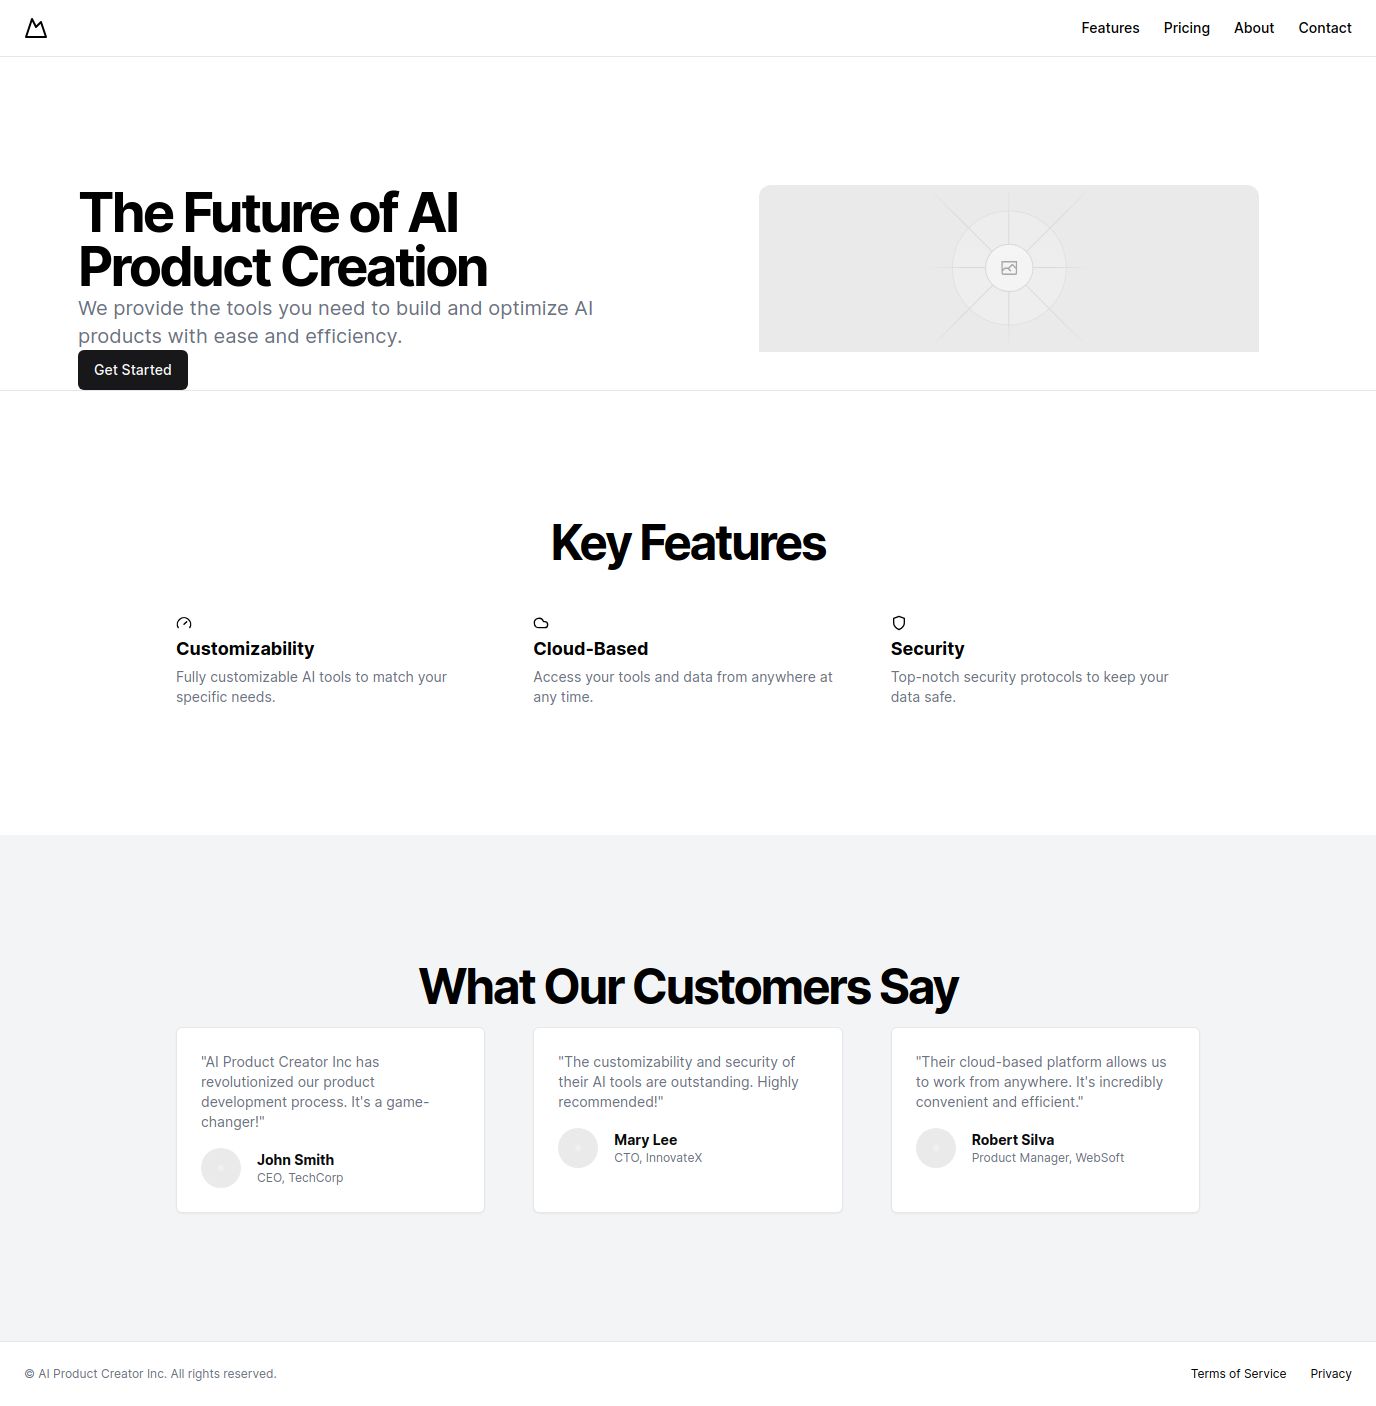 Features Pricing About Contact
The Future of AI
Product Creation
We provide the tools you need to build and optimize AI
products with ease and efficiency.
Get Started
Key Features
Customizability
Fully customizable AI tools to match your
specific needs.
Cloud-Based
Access your tools and data from anywhere at
any time.
Security
Top-notch security protocols to keep your
data safe.
What Our Customers Say
"AI Product Creator Inc has
revolutionized our product
development process. It's a game-
changer!"
John Smith
CEO, TechCorp
"The customizability and security of
their AI tools are outstanding. Highly
recommended!"
Mary Lee
CTO, InnovateX
"Their cloud-based platform allows us
to work from anywhere. It's incredibly
convenient and efficient."
Robert Silva
Product Manager, WebSoft
© AI Product Creator Inc. All rights reserved.
Terms of Service Privacy